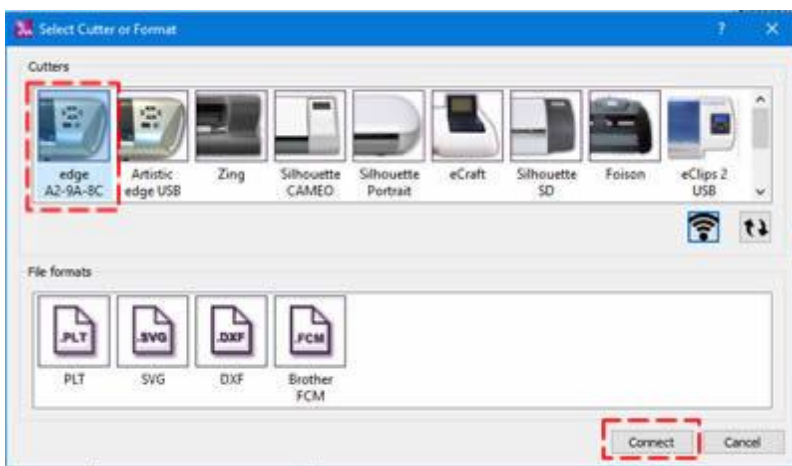 Select Cutter or Format
?
Cutters
edge
A2-9A-8C
Artistic
edge USB
Zing
Silhouette
CAMEO
Silhouette
Portrait
eCraft
Silhouette
SD
Foison
eClips 2
USB
File formats
.PLT
.SVG
.DXF
.FCM
PLT
SVG
DXF
Brother
FCM
Connect
Cancel